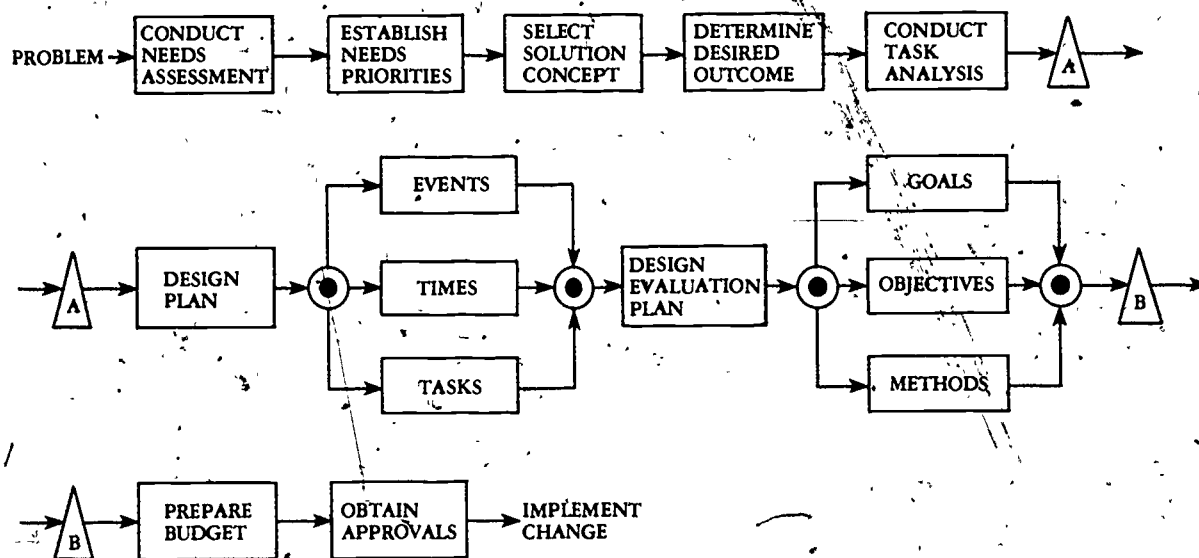 PROBLEM
CONDUCT
NEEDS
ASSESSMENT
ESTABLISH
NEEDS
PRIORITIES
SELECT
SOLUTION
CONCEPT
DETERMINE
DESIRED
OUTCOME
CONDUCT
TASK
ANALYSIS
A
A
DESIGN
PLAN
EVENTS
TIMES
TASKS
DESIGN
EVALUATION
PLAN
GOALS
OBJECTIVES
METHODS
B
B
PREPARE
BUDGET
OBTAIN
APPROVALS
IMPLEMENT
CHANGE